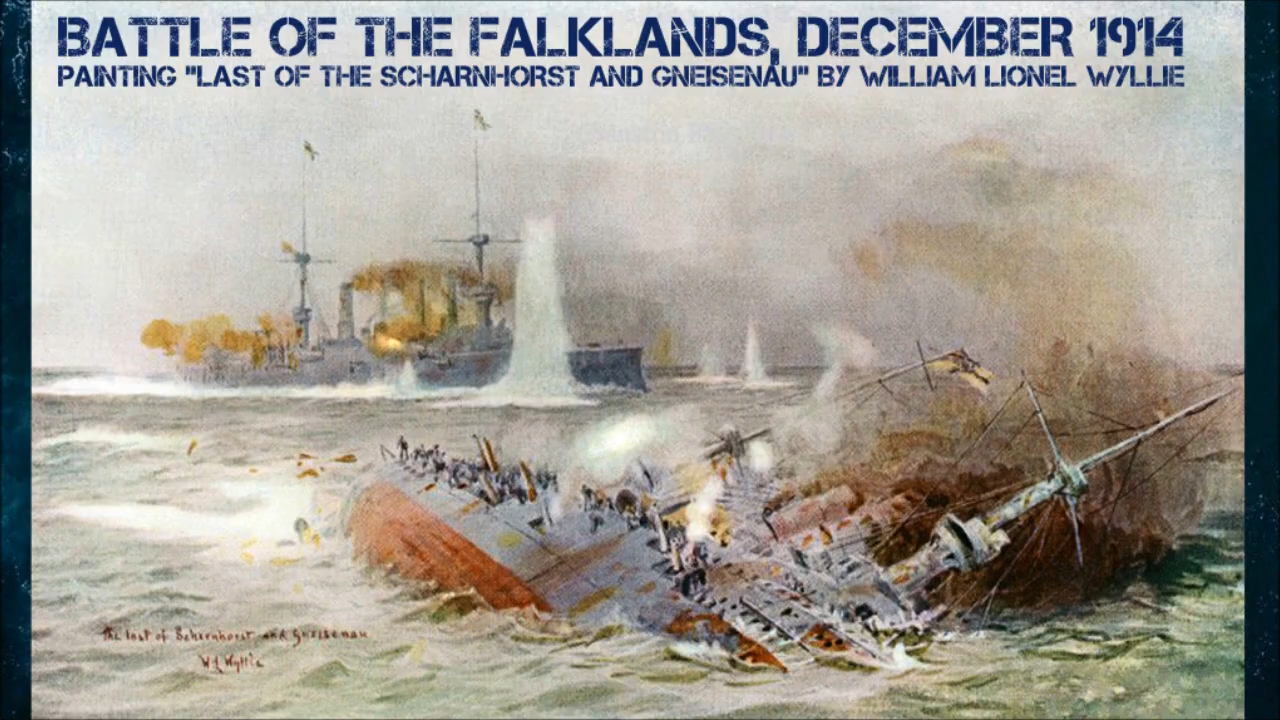 BATTLE OF THE FALKLANDS, DECEMBER 1914
PAINTING "LAST OF THE SCHARNHORST AND GNEISENAU" BY WILLIAM LIONEL WYLLIE
The last of Scharnhorst and Gneisenau
W L Wyllie